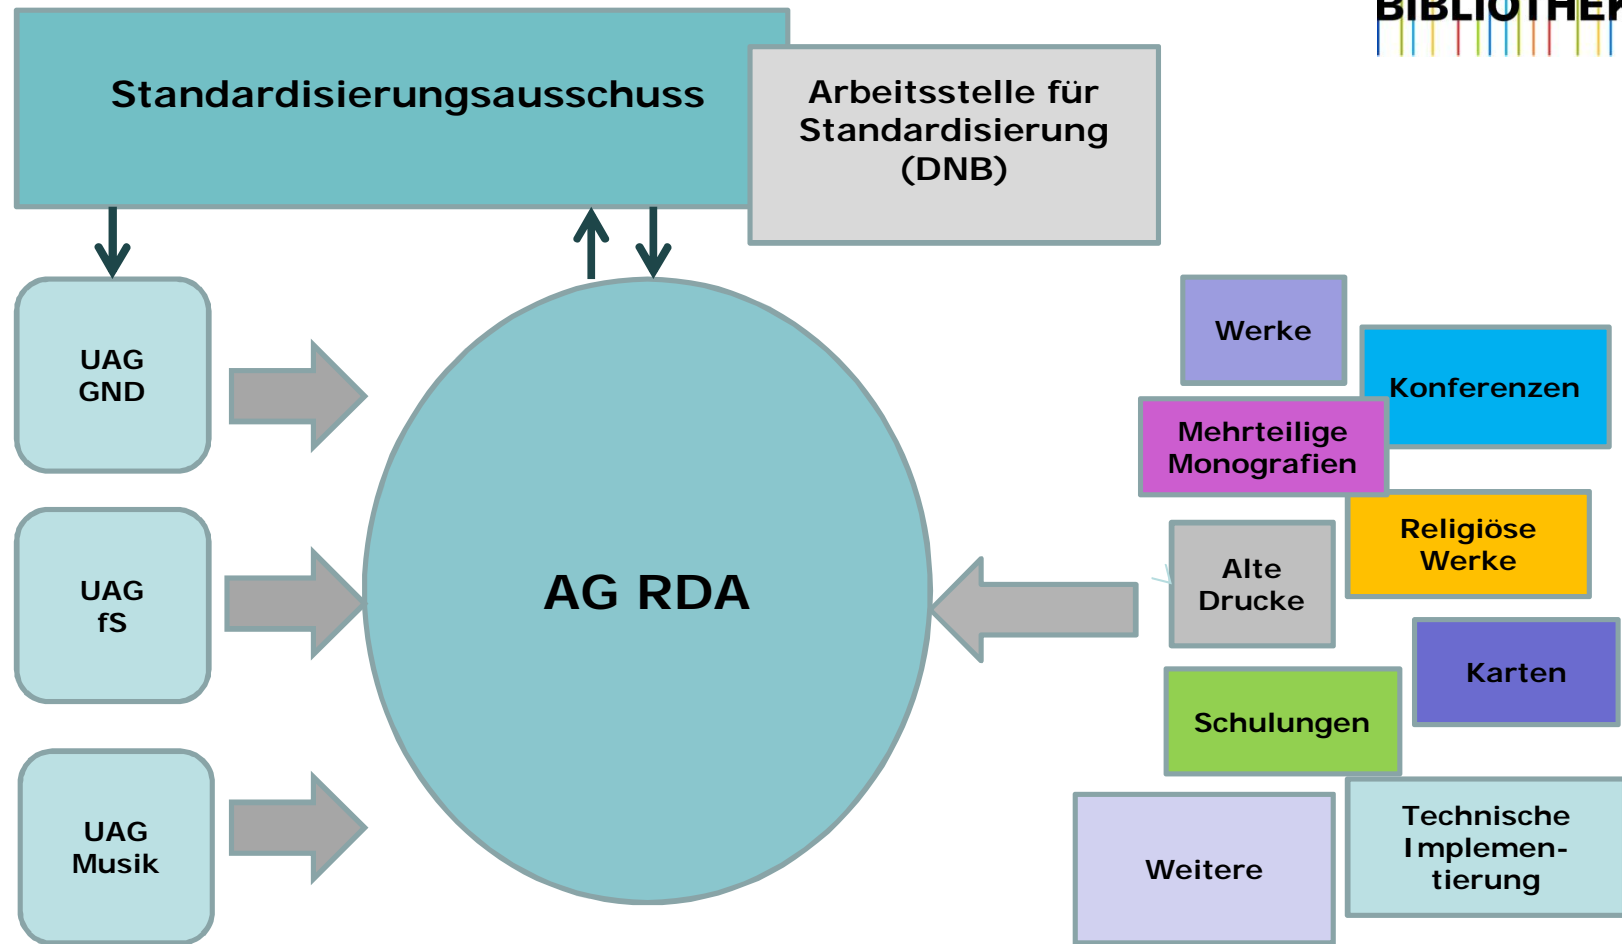 BIBLIOTHEK
Standardisierungsausschuss
Arbeitsstelle für
Standardisierung
(DNB)
UAG
GND
UAG
fS
UAG
Musik
AG RDA
Werke
Konferenzen
Mehrteilige
Monografien
Religiöse
Werke
Alte
Drucke
Karten
Schulungen
Weitere
Technische
Implemen-
tierung